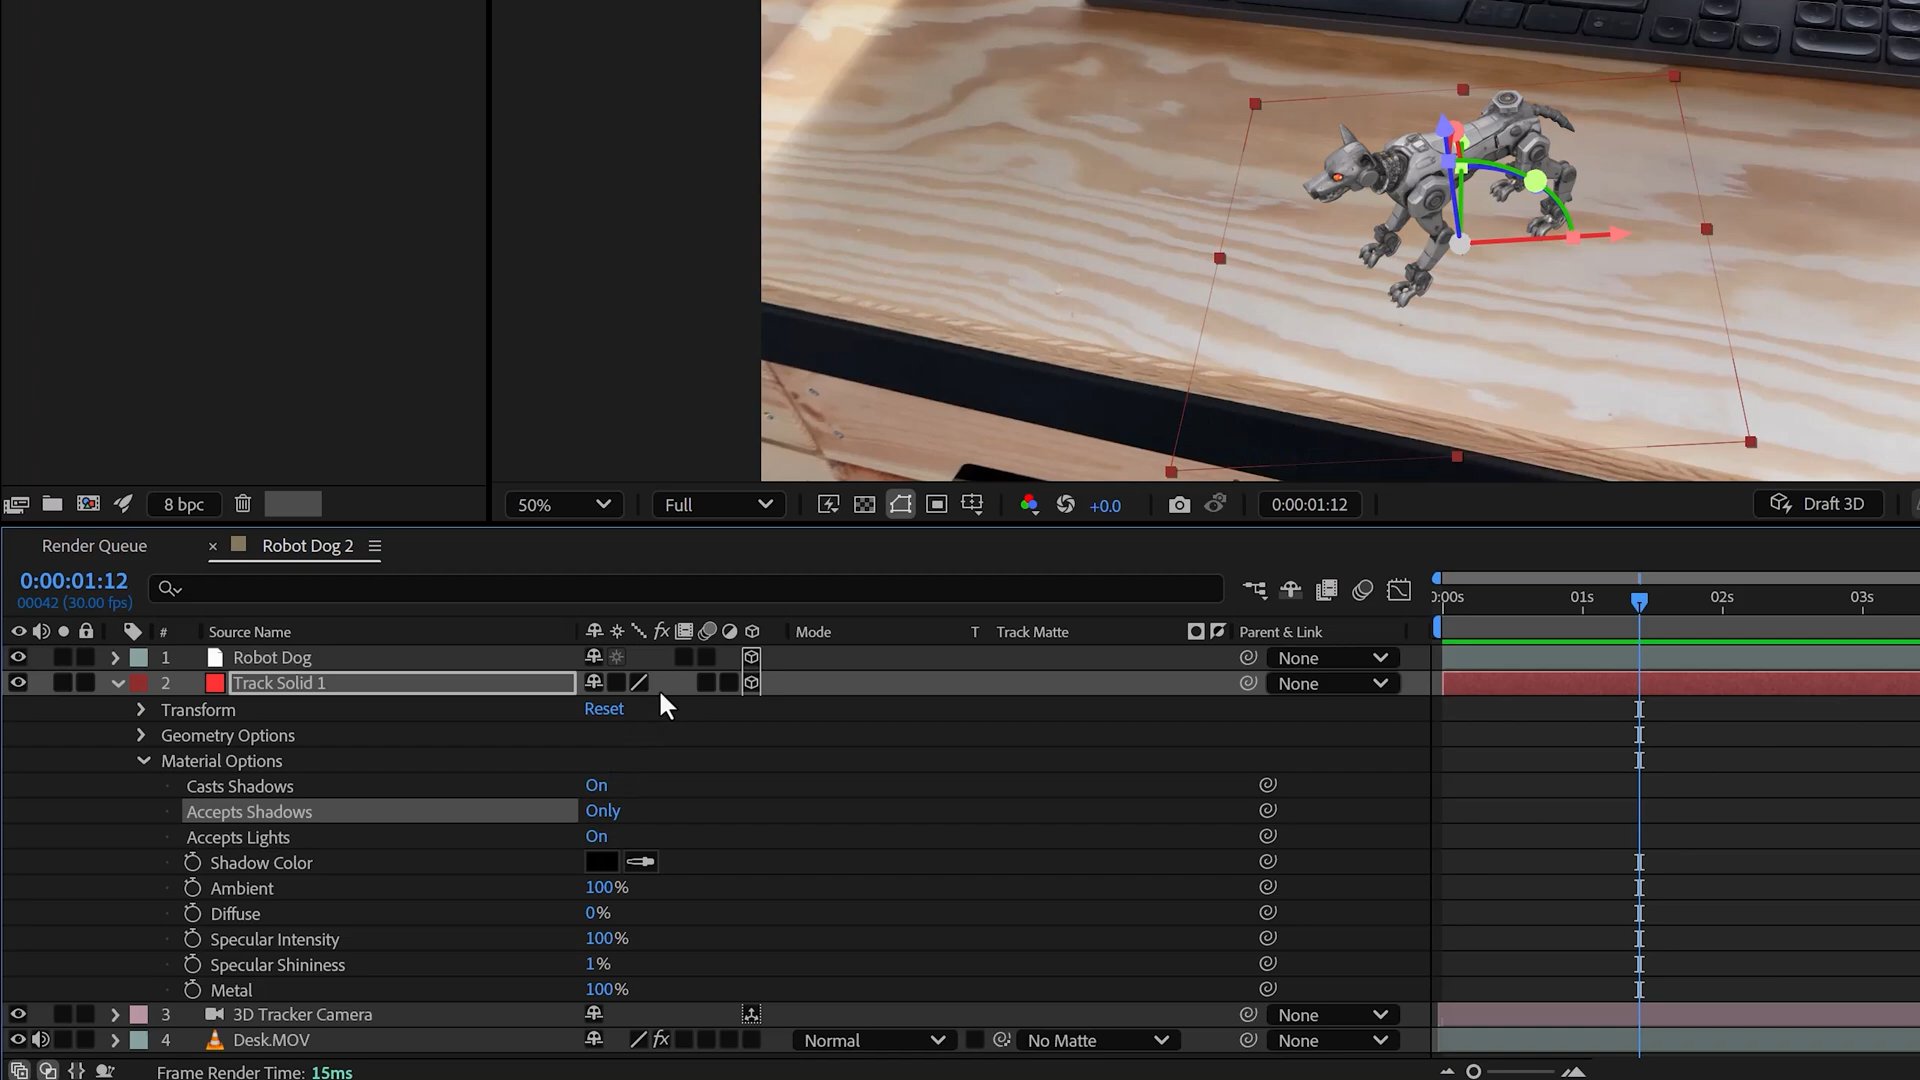 8 bpc
50%
Full
+0.0
0:00:01:12
Draft 3D
Render Queue
× Robot Dog 2
0:00:01:12
00042 (30.00 fps)
0:00s 01s 02s 03s
# Source Name fx Mode T Track Matte Parent & Link
1 Robot Dog None
2 Track Solid 1 None
Transform Reset
Geometry Options
Material Options
Casts Shadows On
Accepts Shadows Only
Accepts Lights On
Shadow Color
Ambient 100%
Diffuse 0%
Specular Intensity 100%
Specular Shininess 1%
Metal 100%
3 3D Tracker Camera None
4 Desk.MOV fx Normal No Matte None
Frame Render Time: 15ms